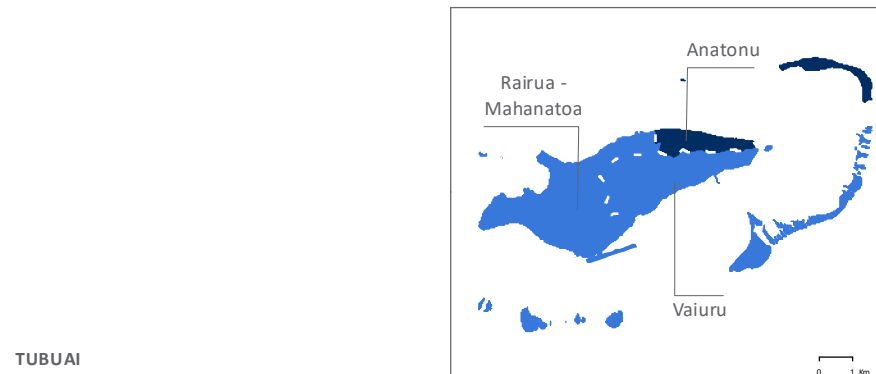 Anatonu
Rairua -
Mahanatoa
Vaiuru
TUBUAI
0 1 Km